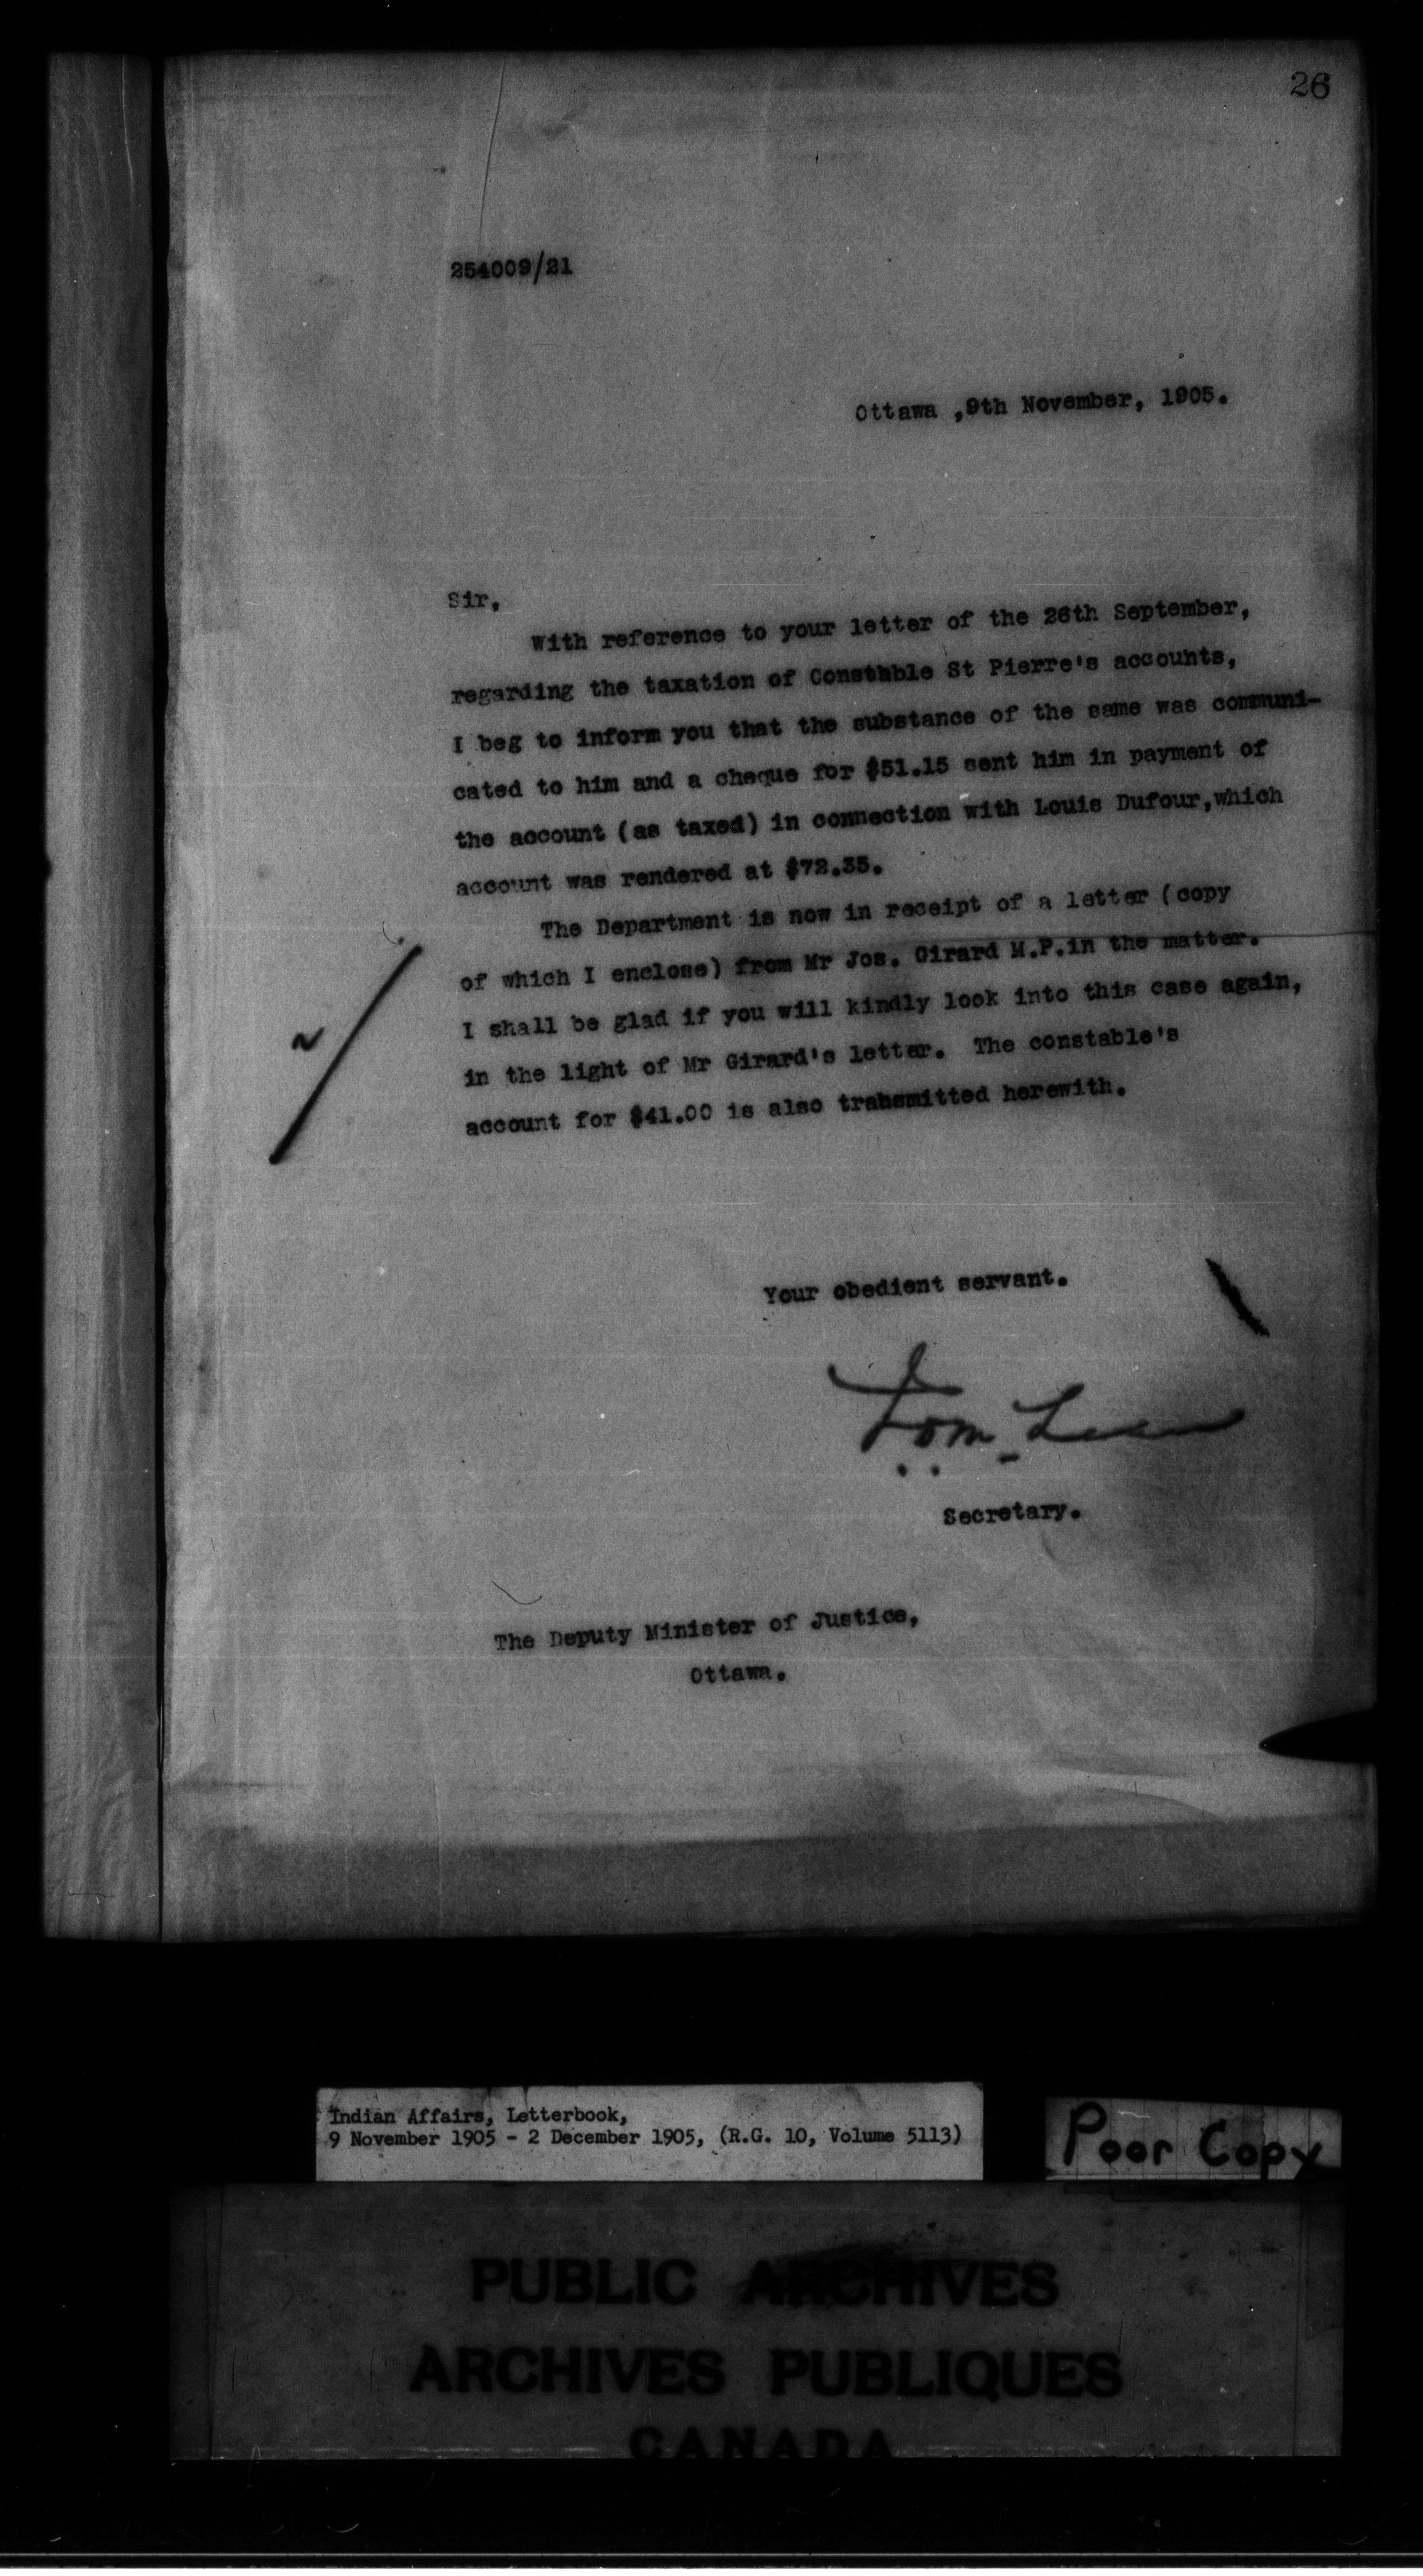 26
254009/21
Ottawa ,9th November, 1905.
Sir,
With reference to your letter of the 26th September,
regarding the taxation of Constable St Pierre's accounts,
I beg to inform you that the substance of the same was communi-
cated to him and a cheque for $51.15 sent him in payment of
the account (as taxed) in connection with Louis Dufour,which
account was rendered at $72.35.
The Department is now in receipt of a letter (copy
of which I enclose) from Mr Jos. Girard M.P.in the matter.
I shall be glad if you will kindly look into this case again,
in the light of Mr Girard's letter. The constable's
account for $41.00 is also transmitted herewith.
Your obedient servant.
Secretary.
The Deputy Minister of Justice,
Ottawa.
Indian Affairs, Letterbook,
9 November 1905 - 2 December 1905, (R.G. 10, Volume 5113)
Poor Copy
PUBLIC ARCHIVES
ARCHIVES PUBLIQUES
CANADA